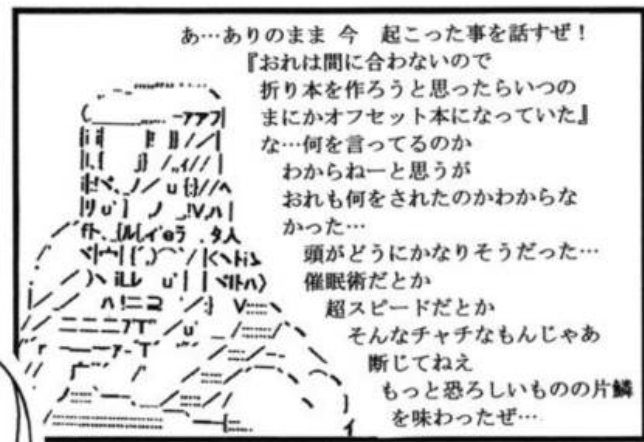 あ…ありのまま 今　起こった事を話すぜ！
『おれは間に合わないので
折り本を作ろうと思ったらいつの
まにかオフセット本になっていた』
な…何を言ってるのか
わからねーと思うが
おれも何をされたのかわからな
かった…
頭がどうにかなりそうだった…
催眠術だとか
超スピードだとか
そんなチャチなもんじゃあ
断じてねえ
もっと恐ろしいものの片鱗
を味わったぜ…